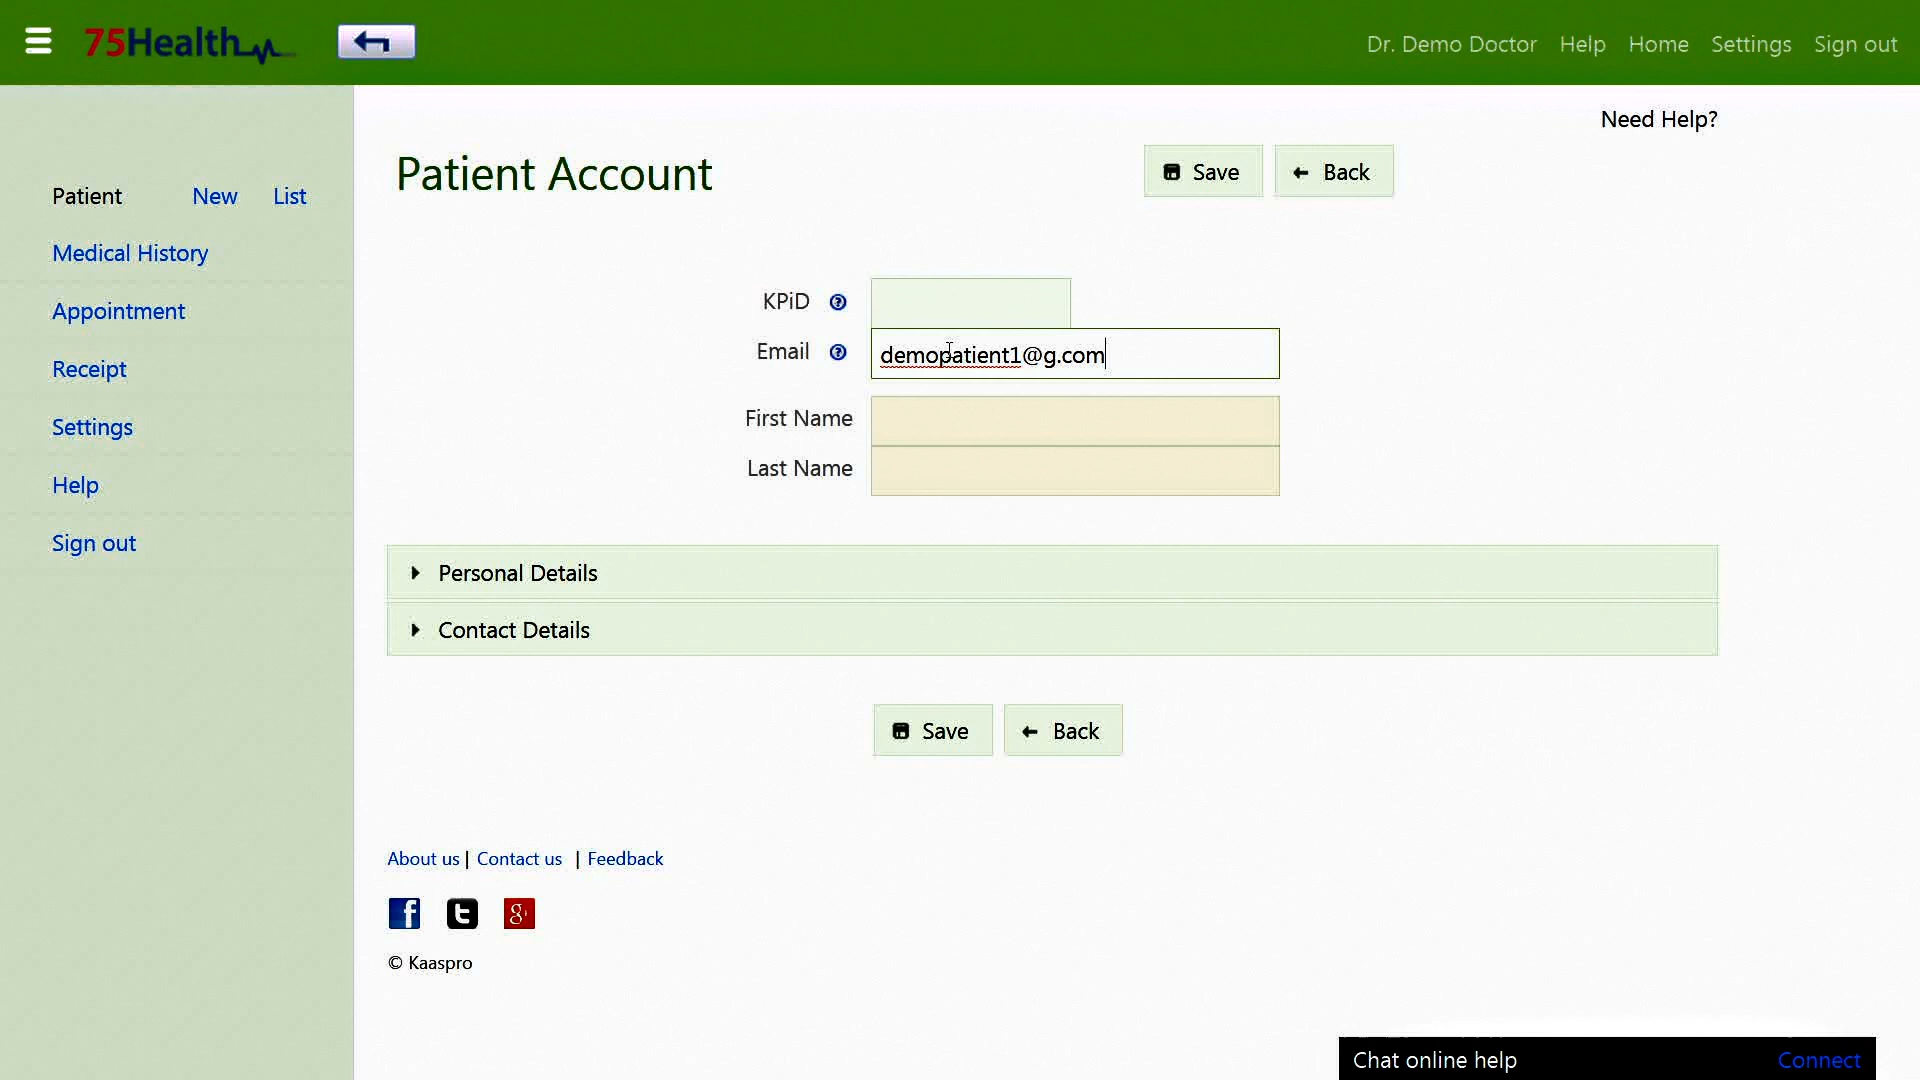 75Health
Dr. Demo Doctor Help Home Settings Sign out
Need Help?
Patient Account
Save Back
Patient New List
Medical History
Appointment
Receipt
Settings
Help
Sign out
KPiD
Email demopatient1@g.com
First Name
Last Name
Personal Details
Contact Details
Save Back
About us | Contact us | Feedback
© Kaaspro
Chat online help Connect